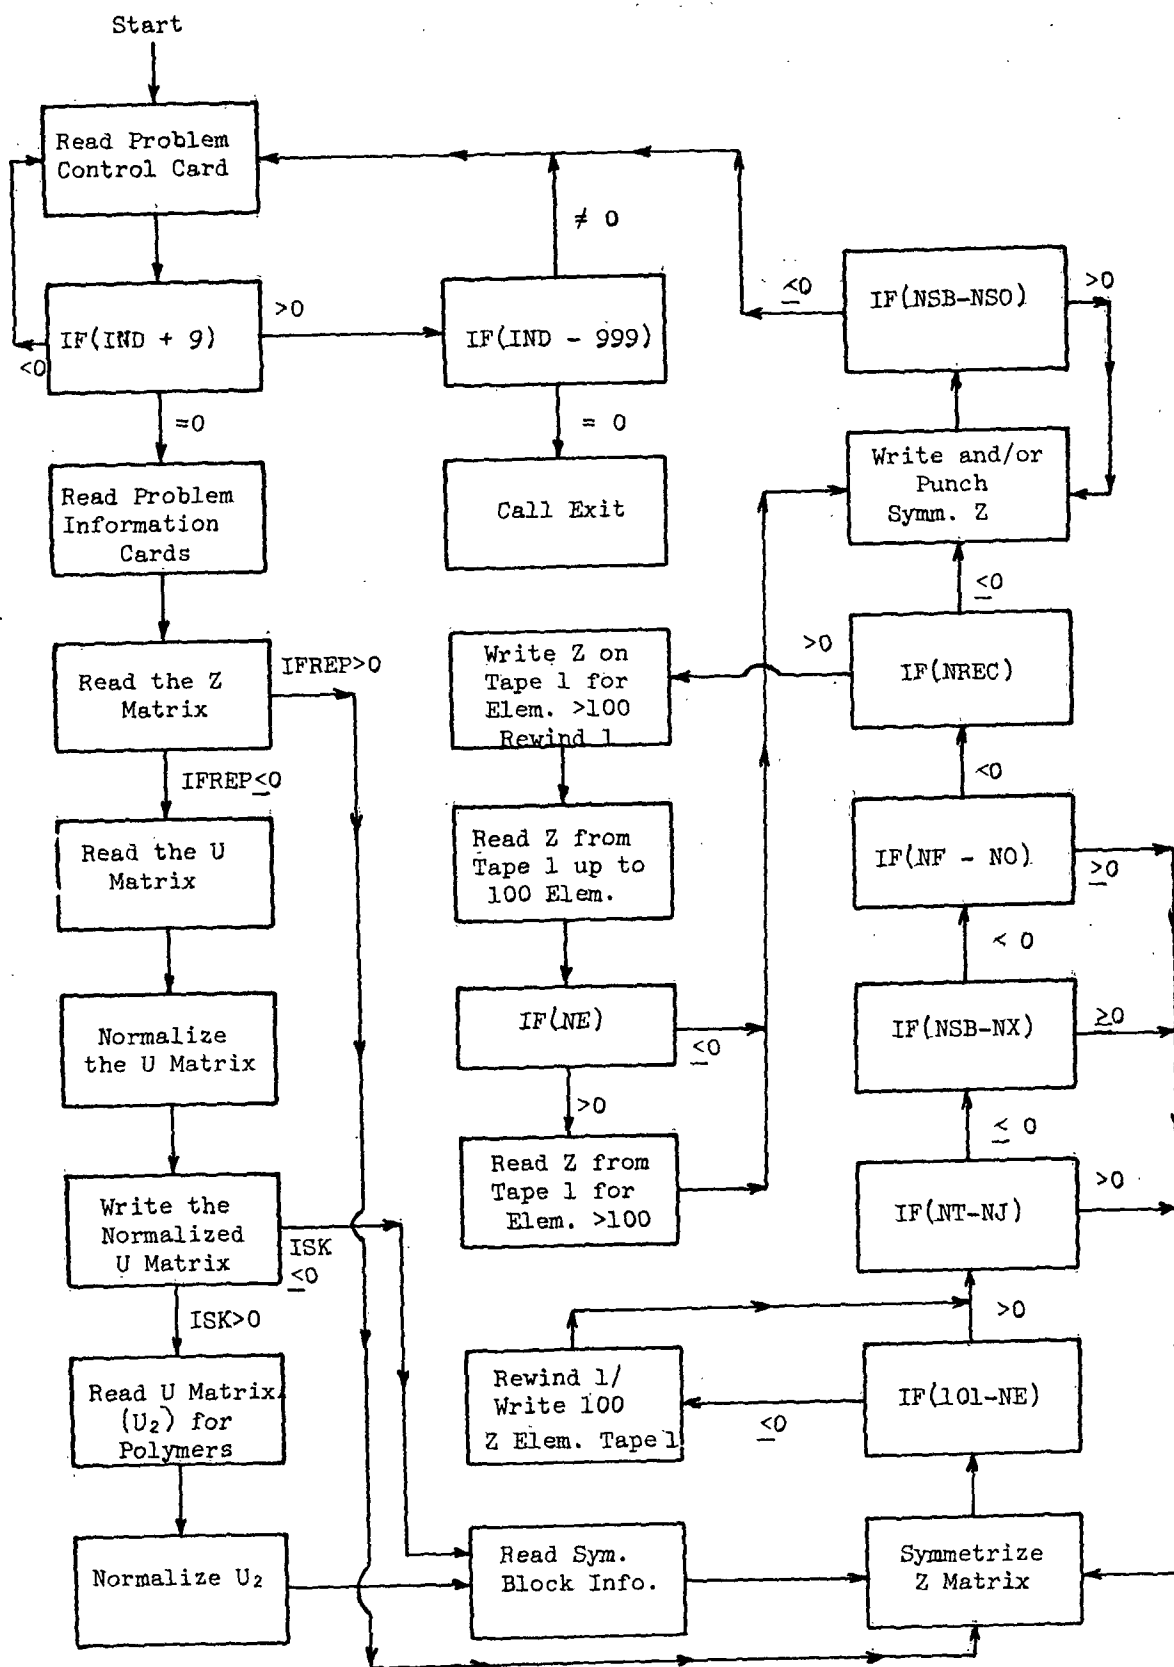 Start
Read Problem
Control Card
≠ 0
IF(IND + 9)
>0
<0
=0
IF(IND - 999)
= 0
≤0
IF(NSB-NSO)
>0
Read Problem
Information
Cards
Call Exit
Write and/or
Punch
Symm. Z
≤0
Read the Z
Matrix
IFREP>0
IFREP≤0
Write Z on
Tape 1 for
Elem. >100
Rewind 1
>0
IF(NREC)
<0
Read the U
Matrix
Read Z from
Tape 1 up to
100 Elem.
IF(NF - NO)
≥0
< 0
Normalize
the U Matrix
IF(NE)
≤0
>0
IF(NSB-NX)
≥0
≤ 0
Write the
Normalized
U Matrix
ISK
≤0
ISK>0
Read Z from
Tape 1 for
Elem. >100
IF(NT-NJ)
>0
>0
Read U Matrix
(U₂) for
Polymers
Rewind 1/
Write 100
Z Elem. Tape 1
≤0
IF(101-NE)
Normalize U₂
Read Sym.
Block Info.
Symmetrize
Z Matrix